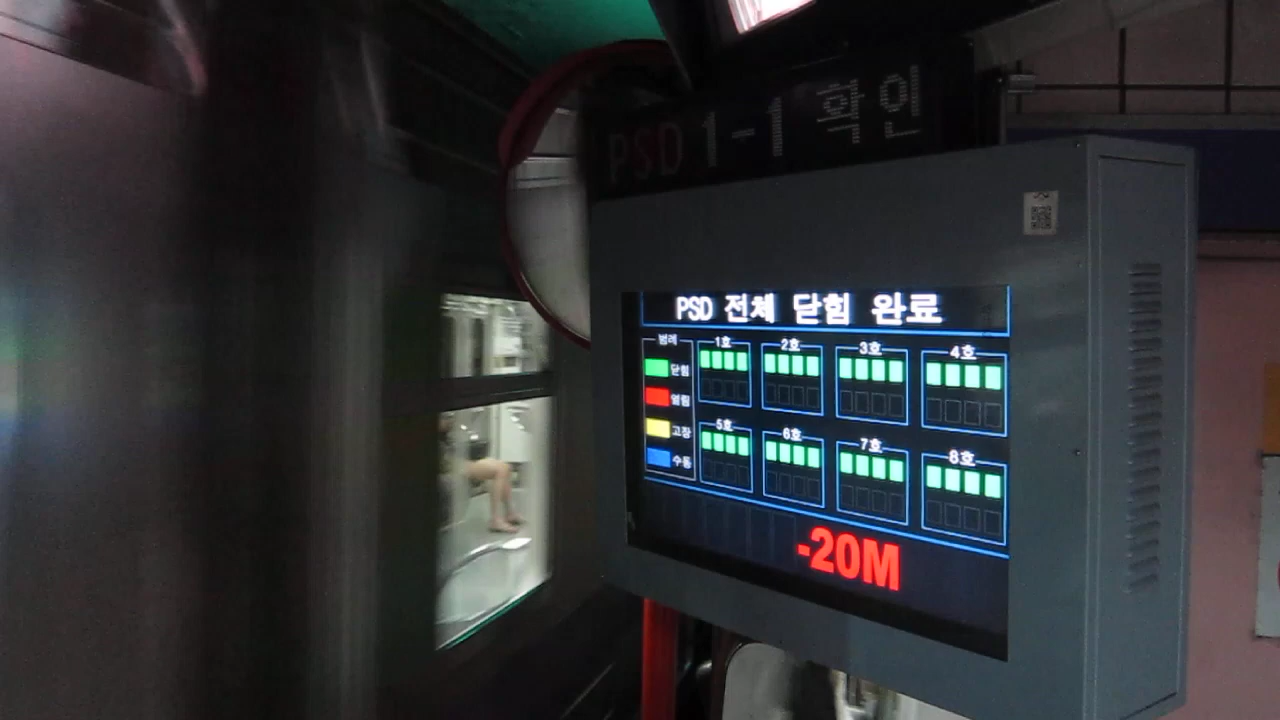 PSD 1-1 확인
PSD 전체 닫힘 완료
범례
닫힘
열림
고장
수동
1호
2호
3호
4호
5호
6호
7호
8호
-20M